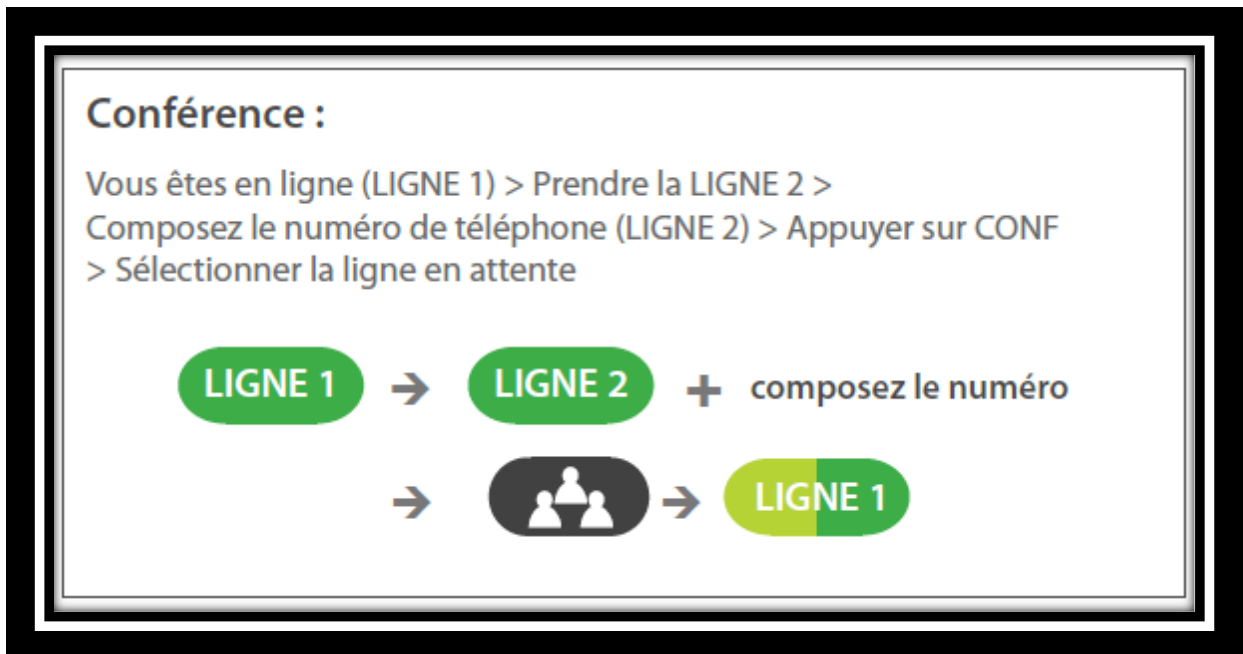 Conférence :
Vous êtes en ligne (LIGNE 1) > Prendre la LIGNE 2 >
Composez le numéro de téléphone (LIGNE 2) > Appuyer sur CONF
> Sélectionner la ligne en attente
LIGNE 1 ➔ LIGNE 2 + composez le numéro
➔ ➔ LIGNE 1